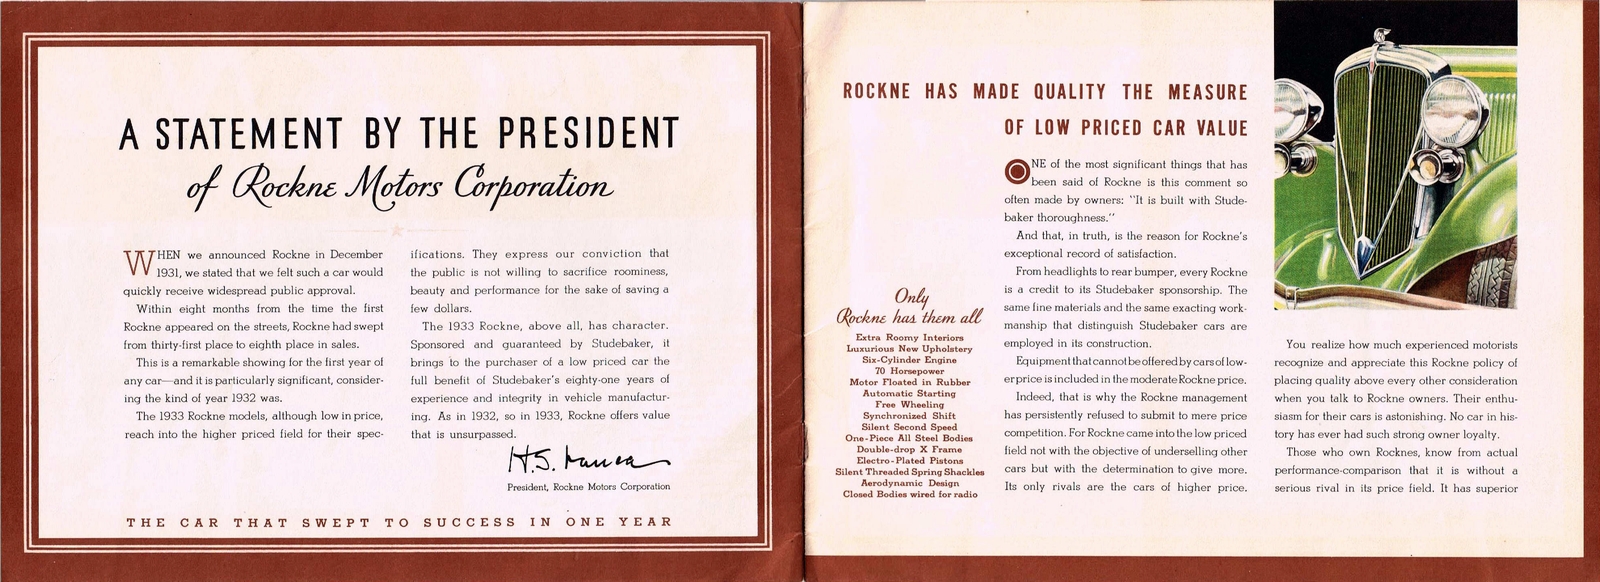 A STATEMENT BY THE PRESIDENT
of Rockne Motors Corporation
WHEN we announced Rockne in December
1931, we stated that we felt such a car would
quickly receive widespread public approval.
Within eight months from the time the first
Rockne appeared on the streets, Rockne had swept
from thirty-first place to eighth place in sales.
This is a remarkable showing for the first year of
any car—and it is particularly significant, consider-
ing the kind of year 1932 was.
The 1933 Rockne models, although low in price,
reach into the higher priced field for their spec-
ifications. They express our conviction that
the public is not willing to sacrifice roominess,
beauty and performance for the sake of saving a
few dollars.
The 1933 Rockne, above all, has character.
Sponsored and guaranteed by Studebaker, it
brings to the purchaser of a low priced car the
full benefit of Studebaker's eighty-one years of
experience and integrity in vehicle manufactur-
ing. As in 1932, so in 1933, Rockne offers value
that is unsurpassed.
H.S.
President, Rockne Motors Corporation
THE CAR THAT SWEPT TO SUCCESS IN ONE YEAR
ROCKNE HAS MADE QUALITY THE MEASURE
OF LOW PRICED CAR VALUE
Only
Rockne has them all
Extra Roomy Interiors
Luxurious New Upholstery
Six-Cylinder Engine
70 Horsepower
Motor Floated in Rubber
Automatic Starting
Free Wheeling
Synchronized Shift
Silent Second Speed
One-Piece All Steel Bodies
Double-drop X Frame
Electro-Plated Pistons
Silent Threaded Spring Shackles
Aerodynamic Design
Closed Bodies wired for radio
ONE of the most significant things that has
been said of Rockne is this comment so
often made by owners: "It is built with Stude-
baker thoroughness."
And that, in truth, is the reason for Rockne's
exceptional record of satisfaction.
From headlights to rear bumper, every Rockne
is a credit to its Studebaker sponsorship. The
same fine materials and the same exacting work-
manship that distinguish Studebaker cars are
employed in its construction.
Equipment that cannot be offered by cars of low-
er price is included in the moderate Rockne price.
Indeed, that is why the Rockne management
has persistently refused to submit to mere price
competition. For Rockne came into the low priced
field not with the objective of underselling other
cars but with the determination to give more.
Its only rivals are the cars of higher price.
You realize how much experienced motorists
recognize and appreciate this Rockne policy of
placing quality above every other consideration
when you talk to Rockne owners. Their enthu-
siasm for their cars is astonishing. No car in his-
tory has ever had such strong owner loyalty.
Those who own Rocknes, know from actual
performance-comparison that it is without a
serious rival in its price field. It has superior